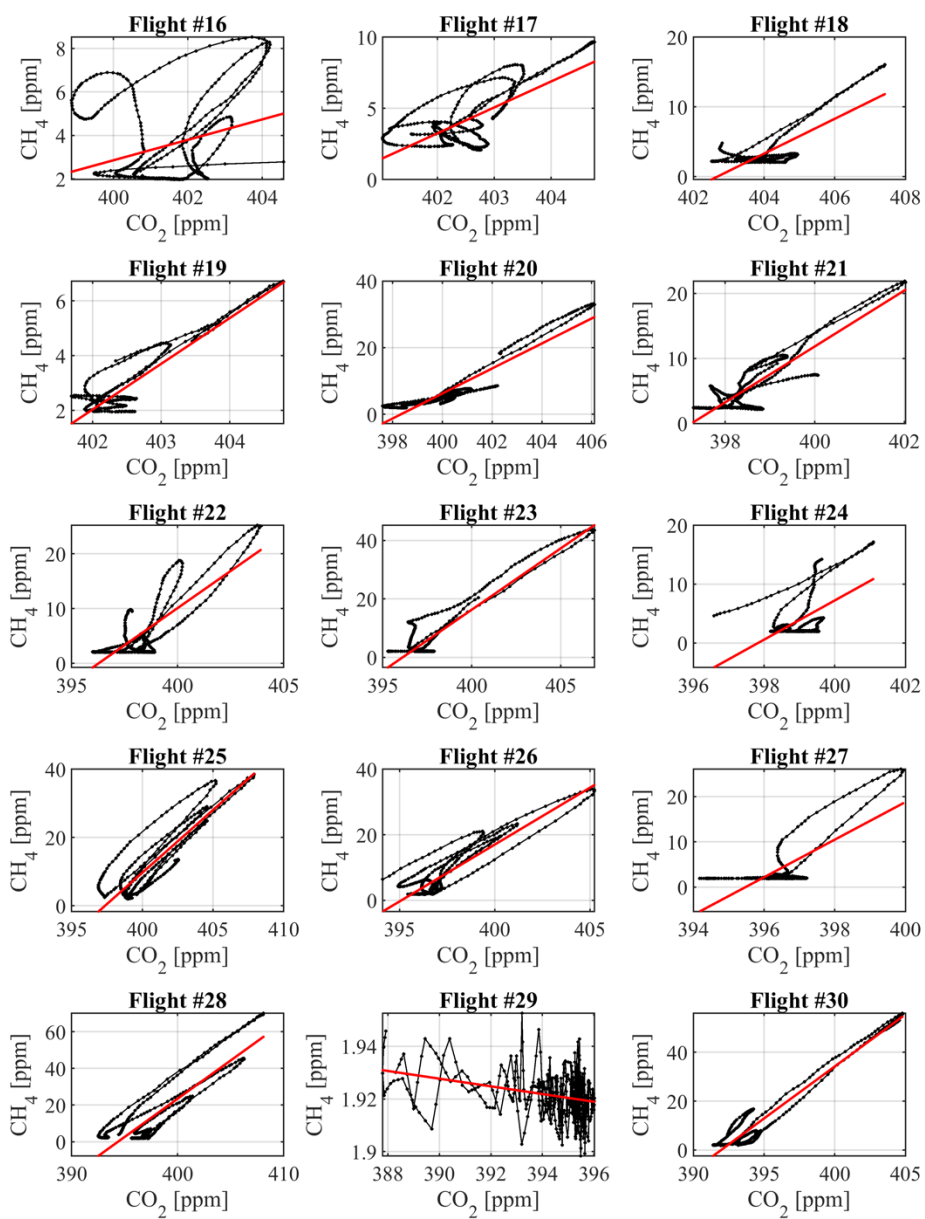 Flight #16 Flight #17 Flight #18
CH4 [ppm] 8 6 4 2 CH4 [ppm] 10 5 0 CH4 [ppm] 20 10 0
400 402 404 402 403 404 402 404 406 408
CO2 [ppm] CO2 [ppm] CO2 [ppm]
Flight #19 Flight #20 Flight #21
CH4 [ppm] 6 4 2 CH4 [ppm] 40 20 0 CH4 [ppm] 20 10 0
402 403 404 398 400 402 404 406 398 400 402
CO2 [ppm] CO2 [ppm] CO2 [ppm]
Flight #22 Flight #23 Flight #24
CH4 [ppm] 20 10 0 CH4 [ppm] 40 20 0 CH4 [ppm] 20 10 0
395 400 405 395 400 405 396 398 400 402
CO2 [ppm] CO2 [ppm] CO2 [ppm]
Flight #25 Flight #26 Flight #27
CH4 [ppm] 40 20 0 CH4 [ppm] 40 20 0 CH4 [ppm] 20 10 0
395 400 405 410 395 400 405 394 396 398 400
CO2 [ppm] CO2 [ppm] CO2 [ppm]
Flight #28 Flight #29 Flight #30
CH4 [ppm] 60 40 20 0 CH4 [ppm] 1.94 1.92 1.9 CH4 [ppm] 40 20 0
390 400 410 388 390 392 394 396 390 395 400 405
CO2 [ppm] CO2 [ppm] CO2 [ppm]